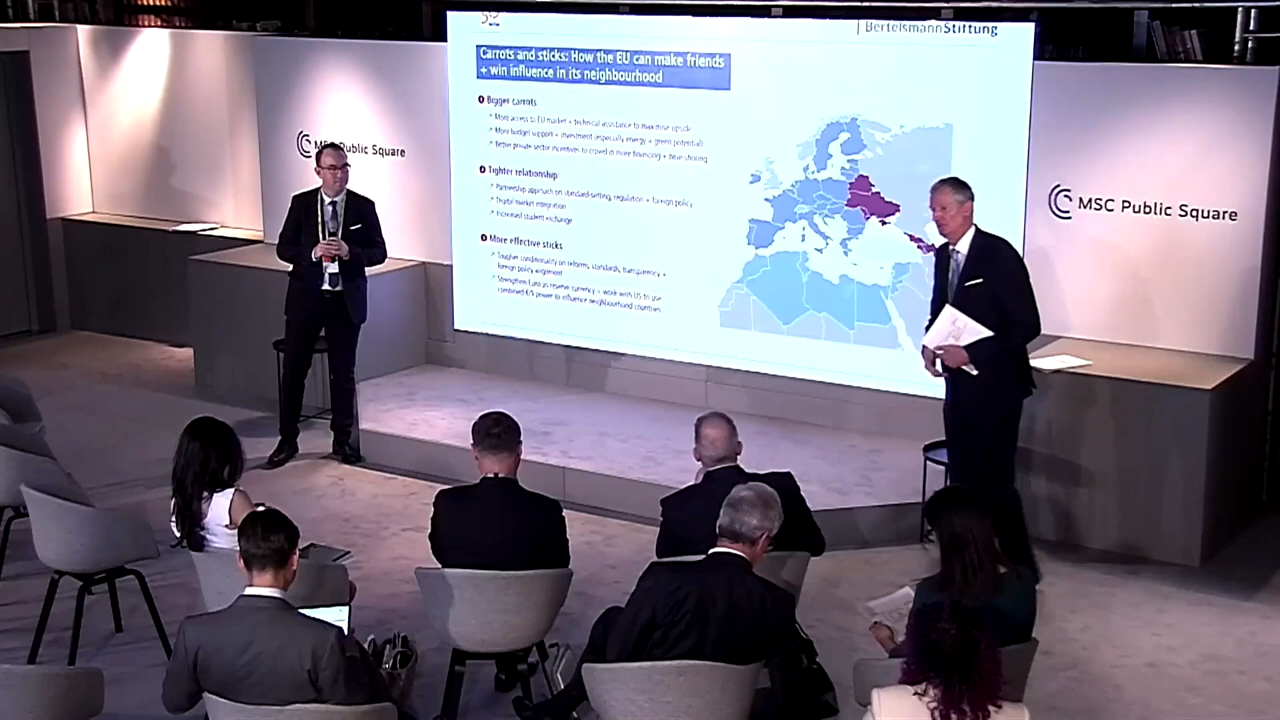 BertelsmannStiftung
Carrots and sticks: How the EU can make friends
+ win influence in its neighbourhood
Bigger carrots
More access to EU market + technical assistance to maximise upside
More budget support + investment (especially energy + green potential)
Better private sector incentives to crowd in more financing + near-shoring
Tighter relationship
Partnership approach on standard-setting, regulation + foreign policy
Digital market integration
Increased student exchange
More effective sticks
Tougher conditionality on reforms, standards, transparency +
foreign policy alignment
Strengthen Euro as reserve currency + work with US to use
combined €/$ power to influence neighbourhood countries
MSC Public Square
MSC Public Square